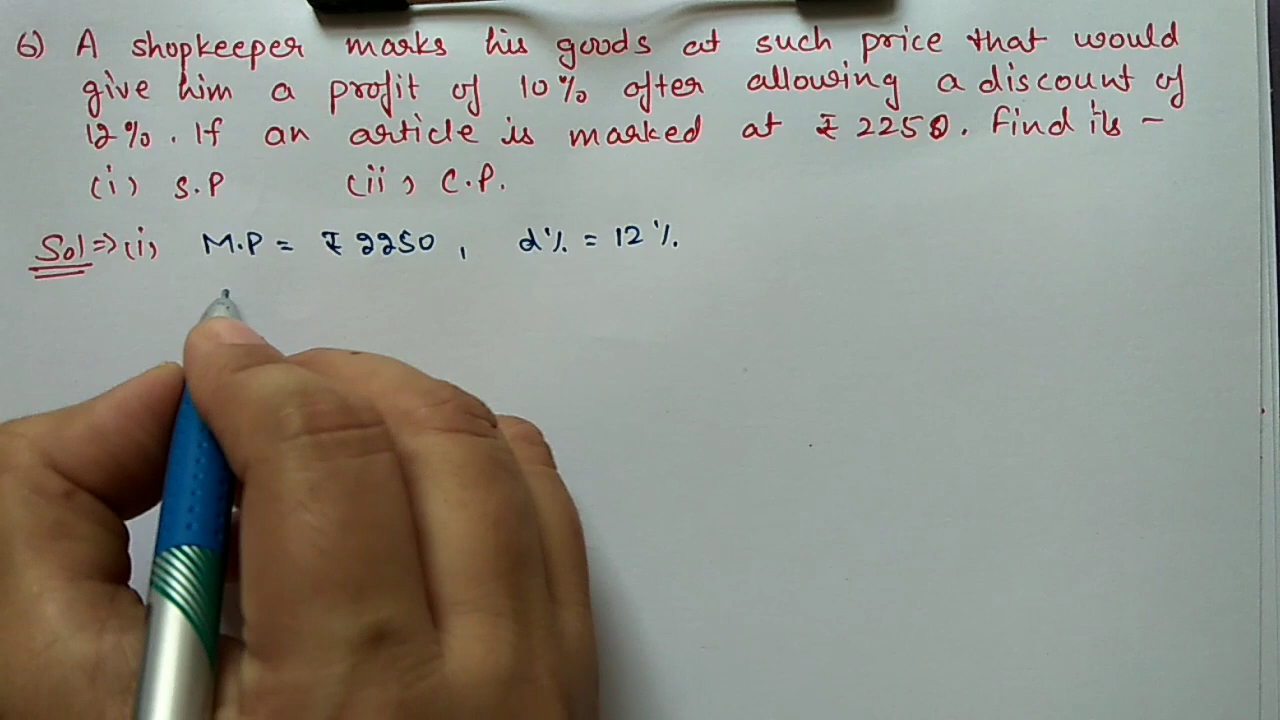 6) A shopkeeper marks his goods at such price that would
give him a profit of 10% after allowing a discount of
12%. If an article is marked at ₹ 2250. Find its -
(i) S.P (ii) C.P.
Sol ⇒ (i) M.P = ₹ 2250 , d% = 12 %.